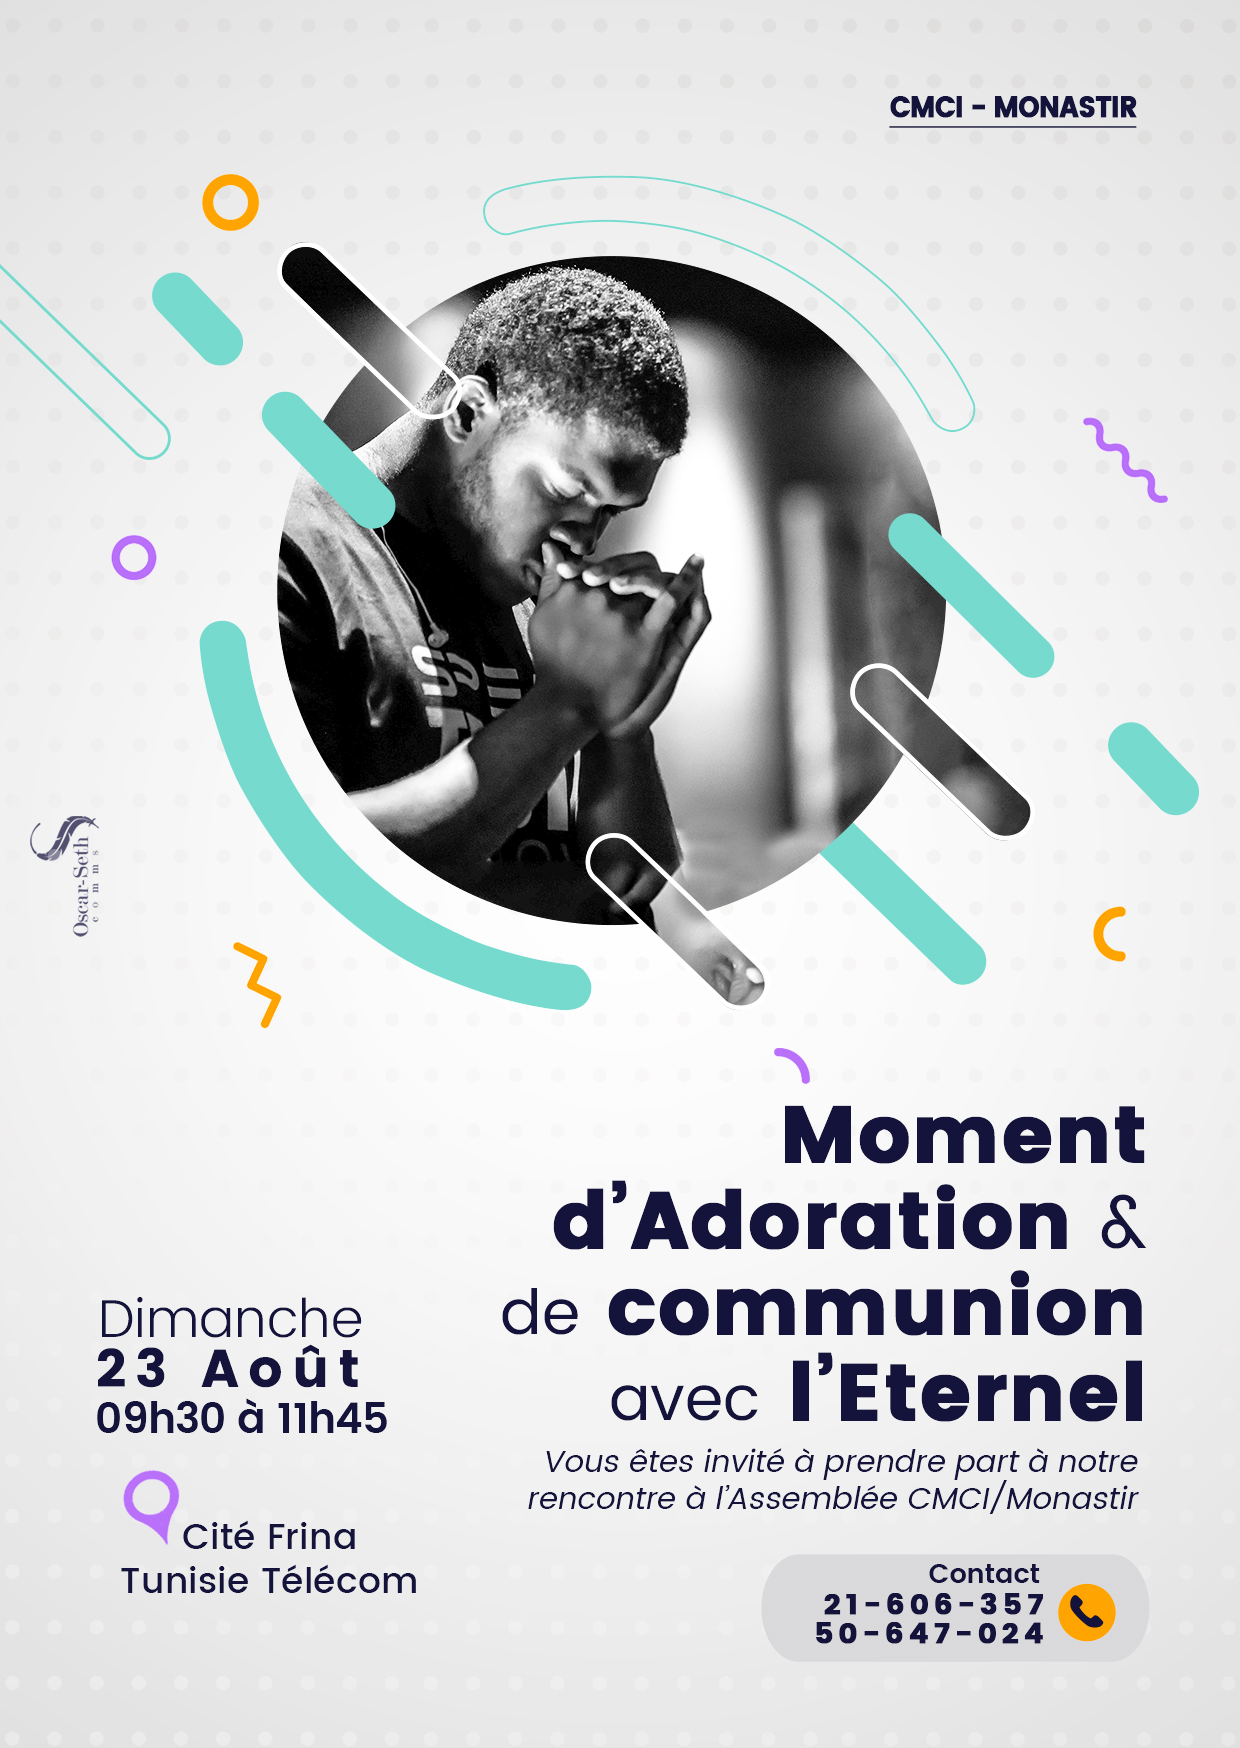 CMCI - MONASTIR
Oscar-Seth
comms
Moment
d’Adoration &
de communion
avec l’Eternel
Vous êtes invité à prendre part à notre
rencontre à l’Assemblée CMCI/Monastir
Dimanche
23 Août
09h30 à 11h45
Cité Frina
Tunisie Télécom
Contact
21-606-357
50-647-024